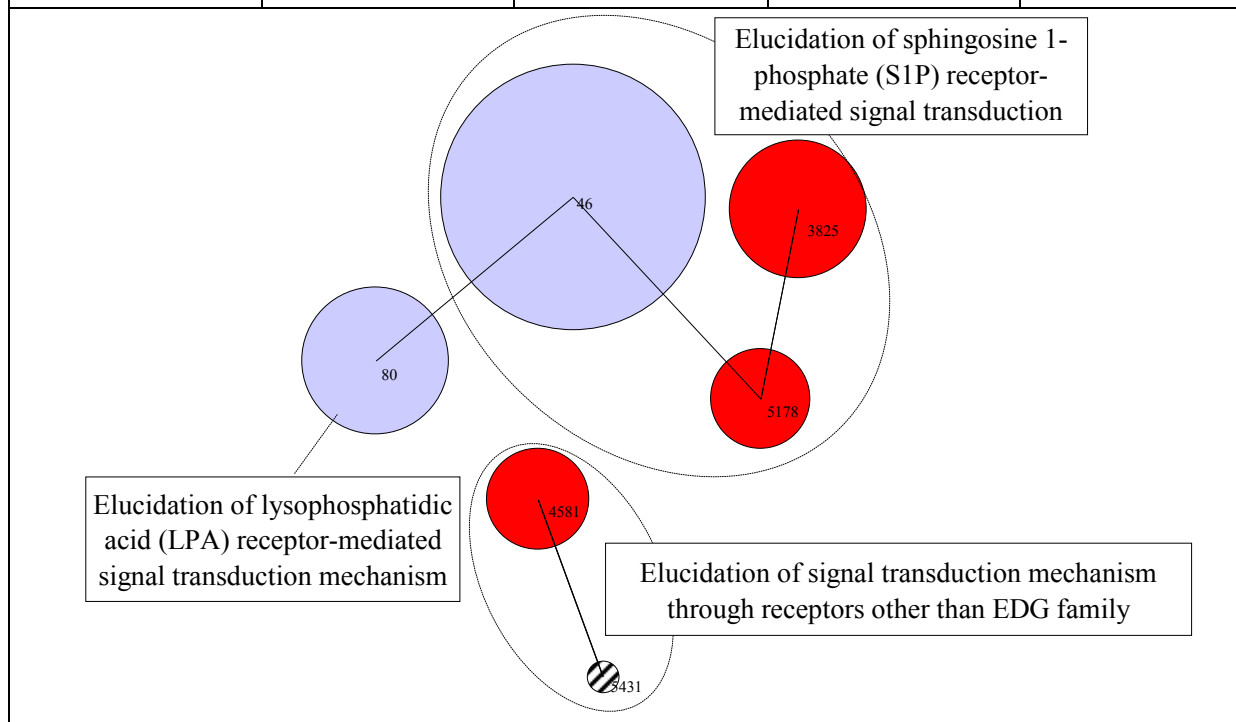 Elucidation of sphingosine 1-
phosphate (S1P) receptor-
mediated signal transduction
46
3825
80
5178
Elucidation of lysophosphatidic
acid (LPA) receptor-mediated
signal transduction mechanism
4581
Elucidation of signal transduction mechanism
through receptors other than EDG family
5431